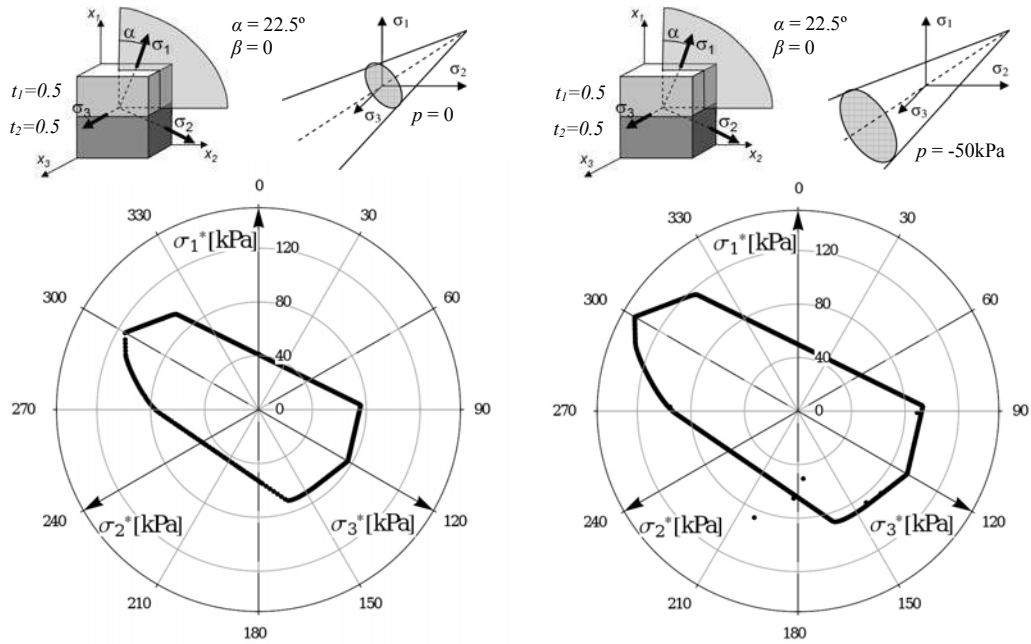 x₁
α
σ₁
α = 22.5º
β = 0
σ₁
σ₂
σ₃
p = 0
t₁=0.5
t₂=0.5
σ₃
σ₂
x₂
x₃
0
30
60
90
120
150
180
210
240
270
300
330
σ₁*[kPa]
120
80
40
0
σ₂*[kPa]
σ₃*[kPa]
x₁
α
σ₁
α = 22.5º
β = 0
σ₁
σ₂
σ₃
p = -50kPa
t₁=0.5
t₂=0.5
σ₃
σ₂
x₂
x₃
0
30
60
90
120
150
180
210
240
270
300
330
σ₁*[kPa]
120
80
40
0
σ₂*[kPa]
σ₃*[kPa]